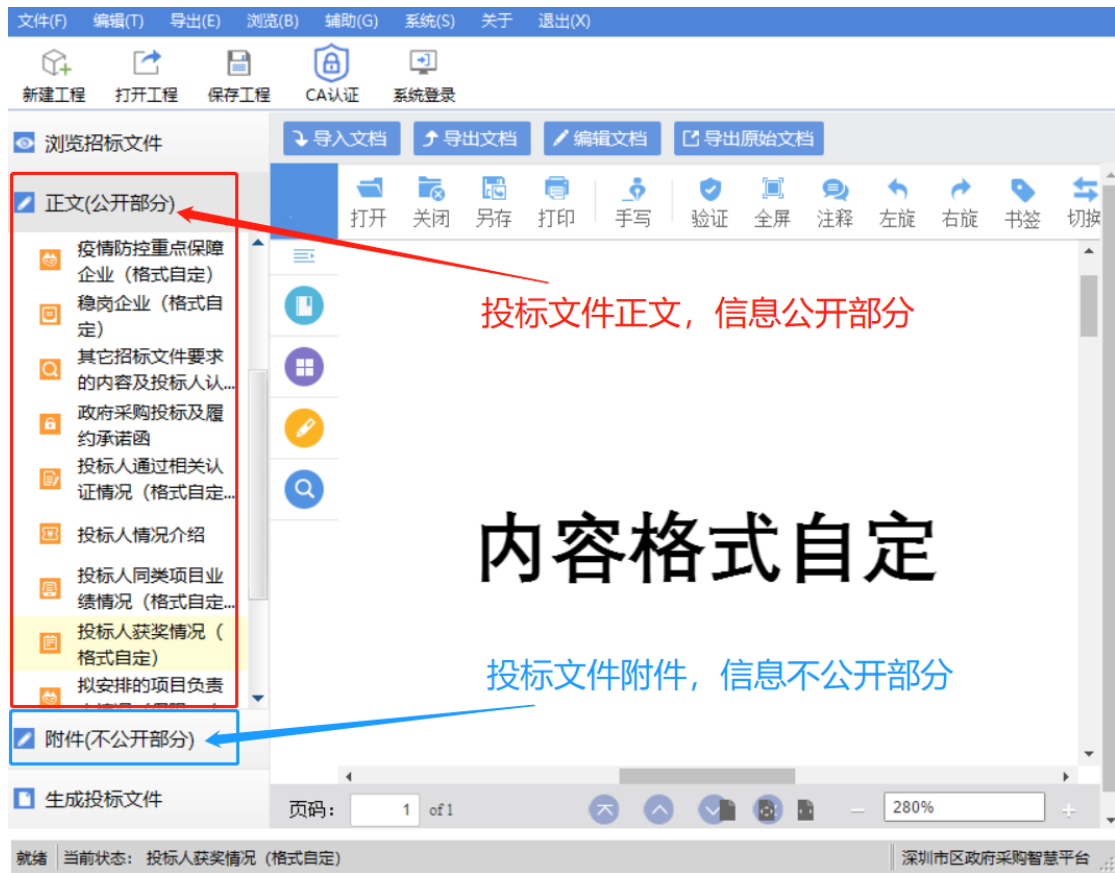 文件(F) 编辑(T) 导出(E) 浏览(B) 辅助(G) 系统(S) 关于 退出(X)
新建工程 打开工程 保存工程 CA认证 系统登录
浏览招标文件
导入文档 导出文档 编辑文档 导出原始文档
正文(公开部分)
打开 关闭 另存 打印 手写 验证 全屏 注释 左旋 右旋 书签 切换
疫情防控重点保障
企业（格式自定）
稳岗企业（格式自
定）
其它招标文件要求
的内容及投标人认...
政府采购投标及履
约承诺函
投标人通过相关认
证情况（格式自定...
投标人情况介绍
投标人同类项目业
绩情况（格式自定...
投标人获奖情况（
格式自定）
拟安排的项目负责
投标文件正文，信息公开部分
内容格式自定
投标文件附件，信息不公开部分
附件(不公开部分)
生成投标文件
页码： 1 of 1 280%
就绪 当前状态： 投标人获奖情况（格式自定） 深圳市区政府采购智慧平台